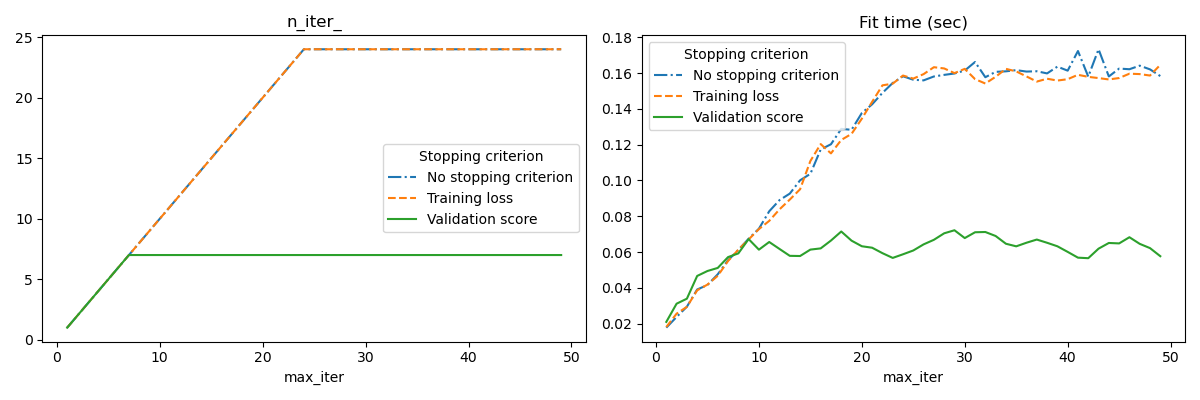 n_iter_
25
20
15
10
5
0
Stopping criterion
No stopping criterion
Training loss
Validation score
0
10
20
30
40
50
max_iter
Fit time (sec)
0.18
0.16
0.14
0.12
0.10
0.08
0.06
0.04
0.02
Stopping criterion
No stopping criterion
Training loss
Validation score
0
10
20
30
40
50
max_iter